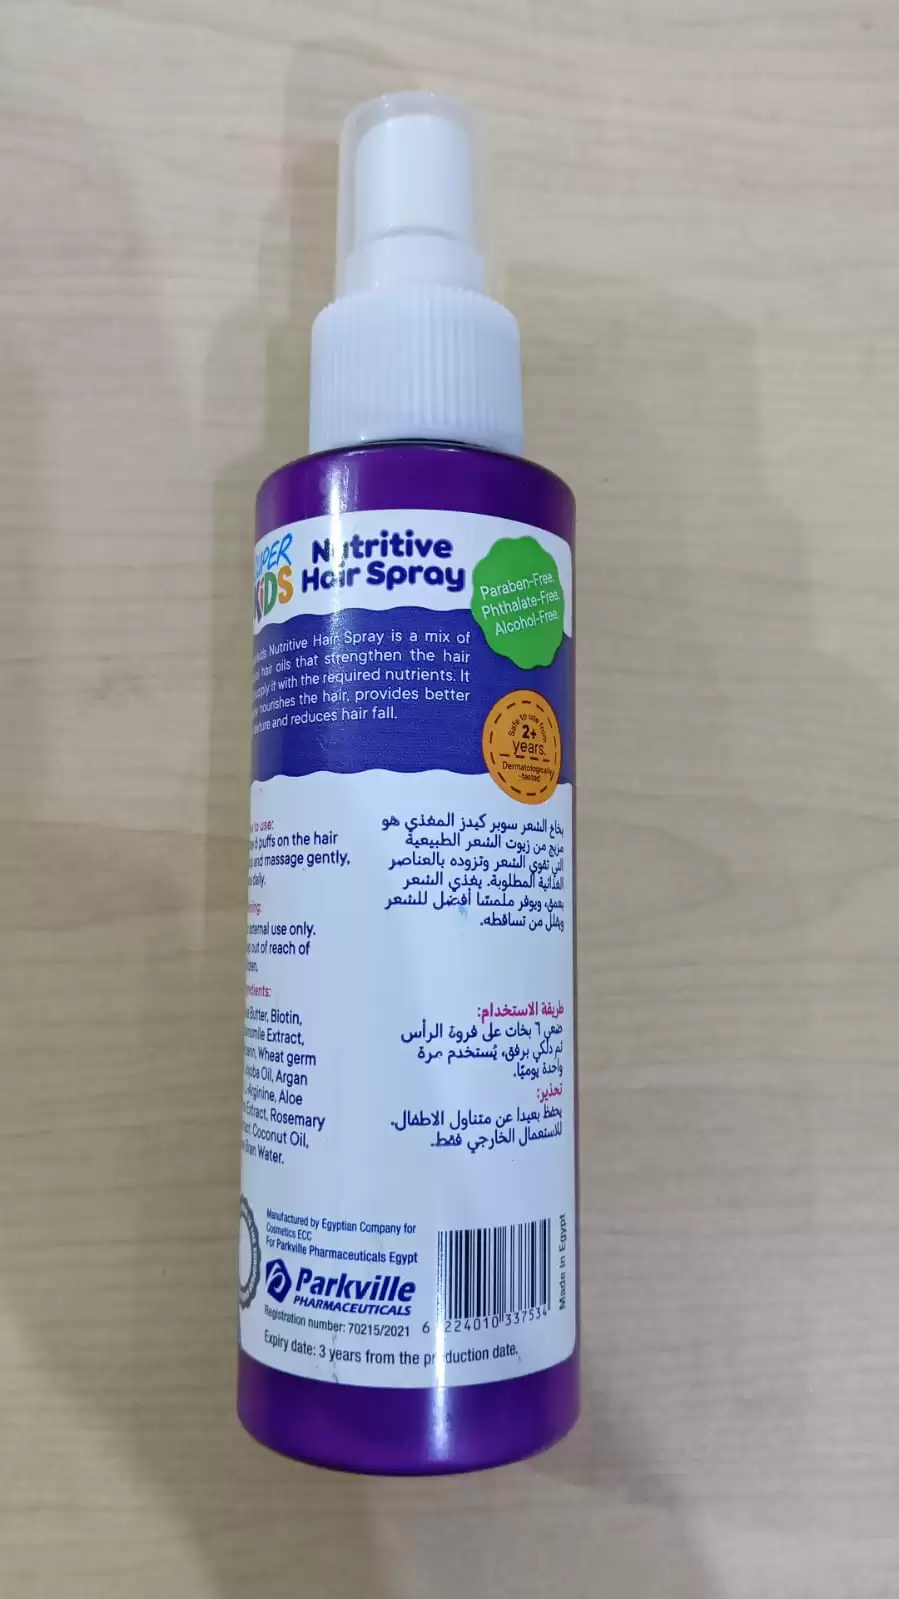 Nutritive
Hair Spray
KiDS
Paraben-Free.
Phthalate-Free.
Alcohol-Free.
Nutritive Hair Spray is a mix of
hair oils that strengthen the hair
it with the required nutrients. It
nourishes the hair, provides better
and reduces hair fall.
Safe to use from
2+
years.
Dermatologically
-tested
to use:
6 puffs on the hair
and massage gently,
daily.
use only.
out of reach of
Butter, Biotin,
Extract,
Wheat germ
Oil, Argan
Aloe
Extract, Rosemary
Coconut Oil,
Water.
بخاخ الشعر سوبر كيدز المغذي هو
مزيج من زيوت الشعر الطبيعية
التي تقوي الشعر وتزوده بالعناصر
الغذائية المطلوبة. يغذي الشعر
بعمق، ويوفر ملمسًا أفضل للشعر
ويقلل من تساقطه.
طريقة الاستخدام:
ضعي ٦ بخات على فروة الرأس
ثم دلكي برفق، يُستخدم مرة
واحدة يوميًا.
تحذير:
يحفظ بعيدا عن متناول الاطفال.
للاستعمال الخارجي فقط.
Manufactured by Egyptian Company for
Cosmetics ECC
For Parkville Pharmaceuticals Egypt
Parkville
PHARMACEUTICALS
Registration number: 70215/2021
6 224010 337534
Made In Egypt
Expiry date: 3 years from the production date.